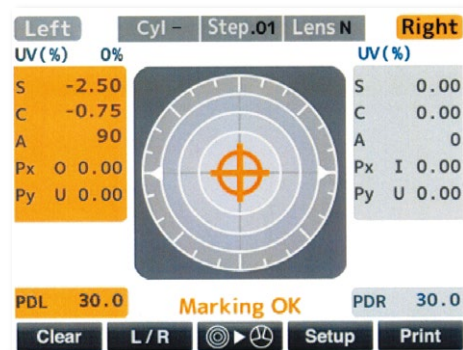 Left Cyl – Step.01 Lens N Right
UV(%) 0% UV(%)
S -2.50 S 0.00
C -0.75 C 0.00
A 90 A 0
Px O 0.00 Px I 0.00
Py U 0.00 Py U 0.00
PDL 30.0 Marking OK PDR 30.0
Clear L/R Setup Print